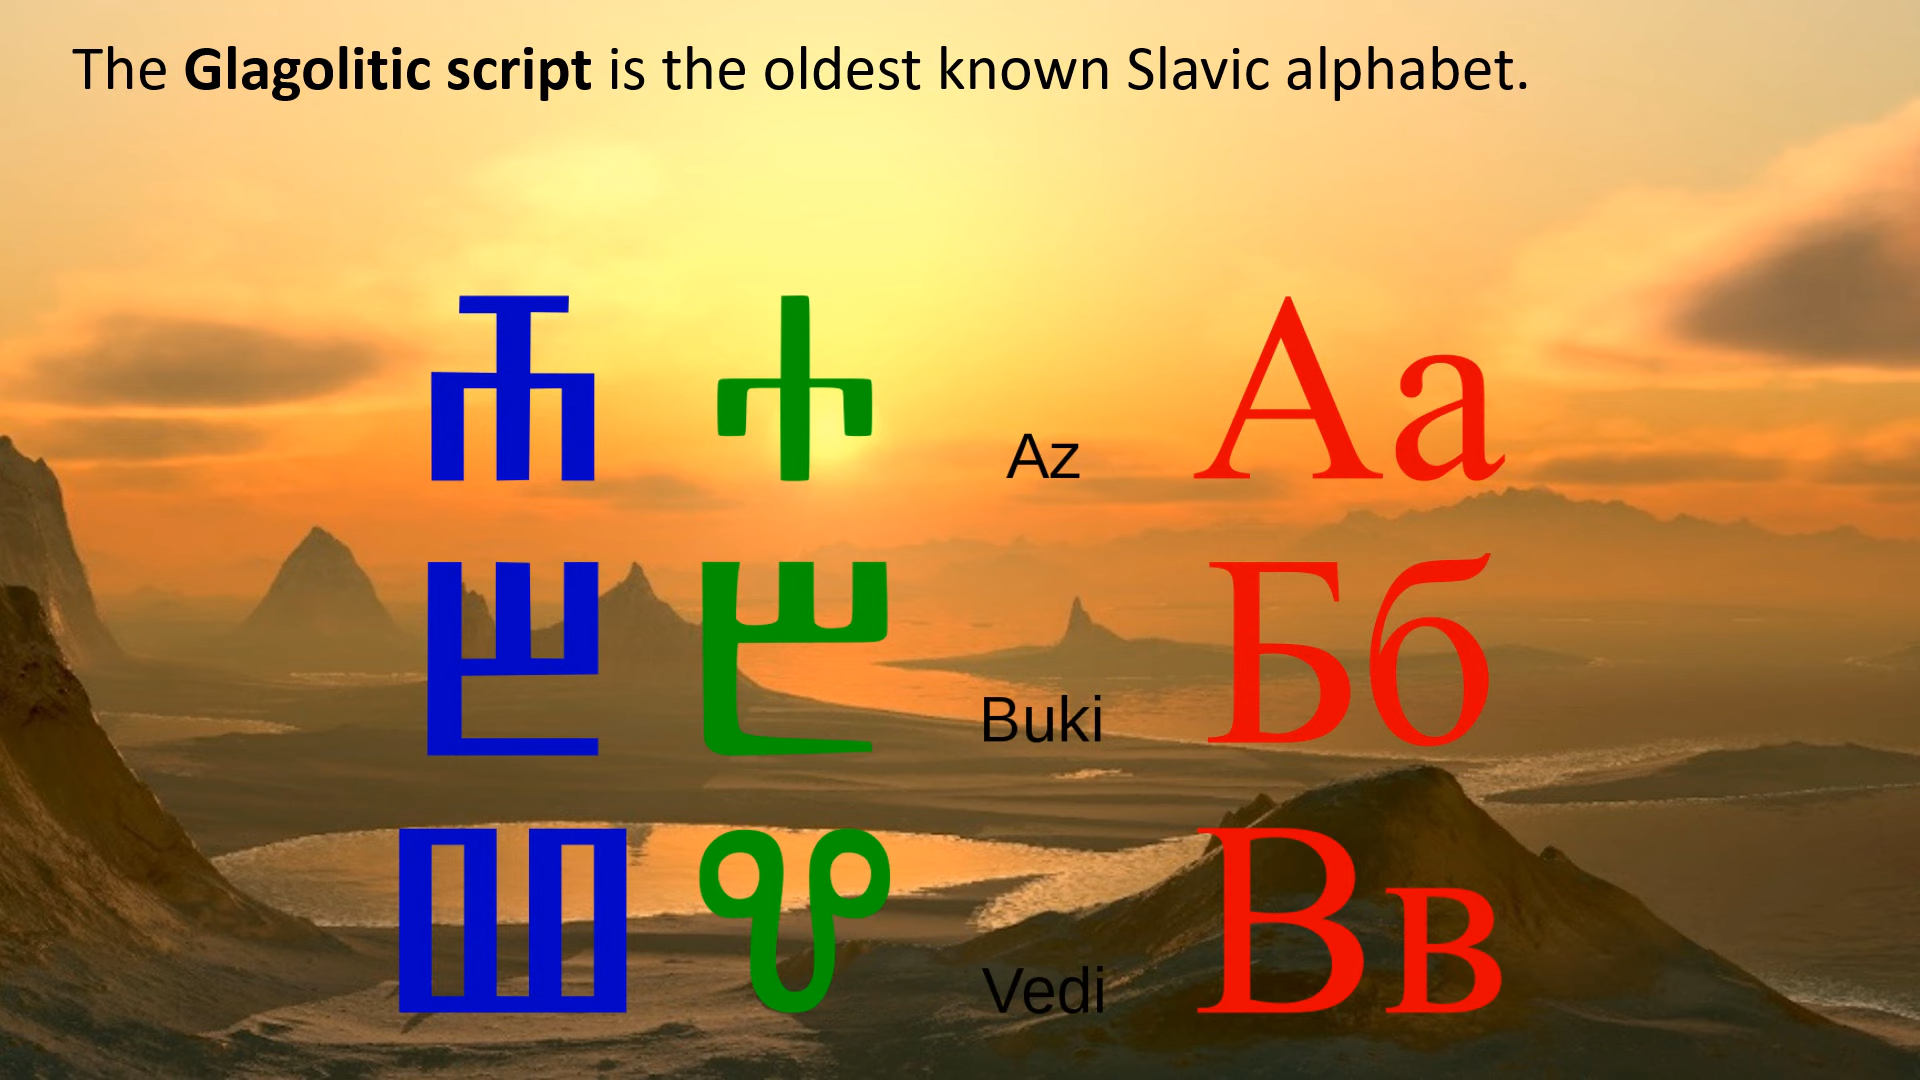 The Glagolitic script is the oldest known Slavic alphabet.
Ⰰ Ⰰ Az Аа
Ⰱ Ⰱ Buki Бб
Ⰲ Ⰲ Vedi Вв